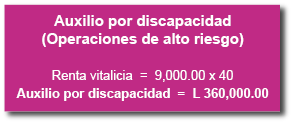 Auxilio por discapacidad
(Operaciones de alto riesgo)
Renta vitalicia = 9,000.00 x 40
Auxilio por discapacidad = L 360,000.00